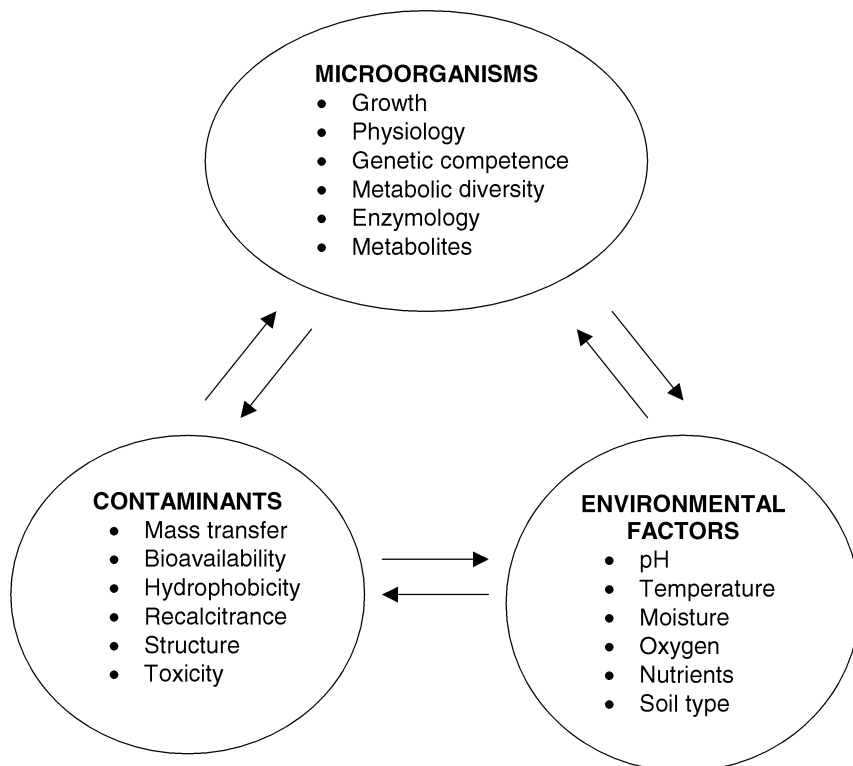 MICROORGANISMS
• Growth
• Physiology
• Genetic competence
• Metabolic diversity
• Enzymology
• Metabolites
CONTAMINANTS
• Mass transfer
• Bioavailability
• Hydrophobicity
• Recalcitrance
• Structure
• Toxicity
ENVIRONMENTAL
FACTORS
• pH
• Temperature
• Moisture
• Oxygen
• Nutrients
• Soil type